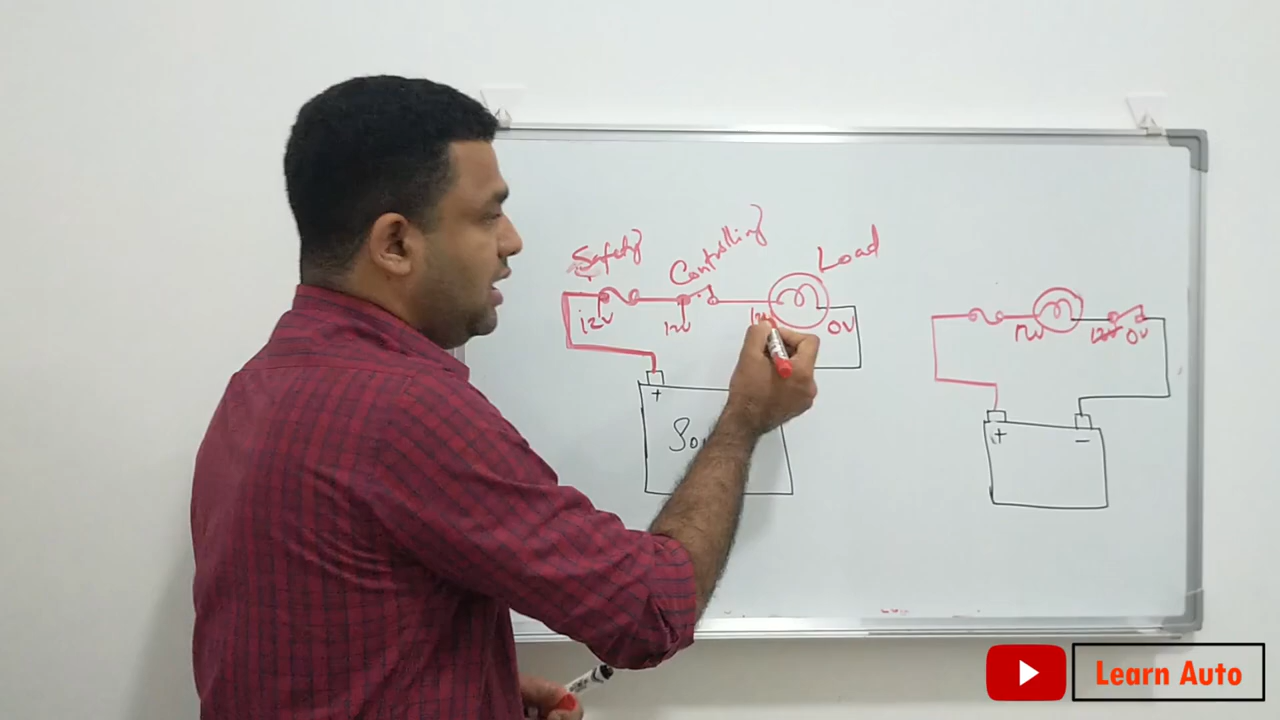 Safety
Controlling
Load
12V
12V
0V
+
12V
0V
+
−
Learn Auto